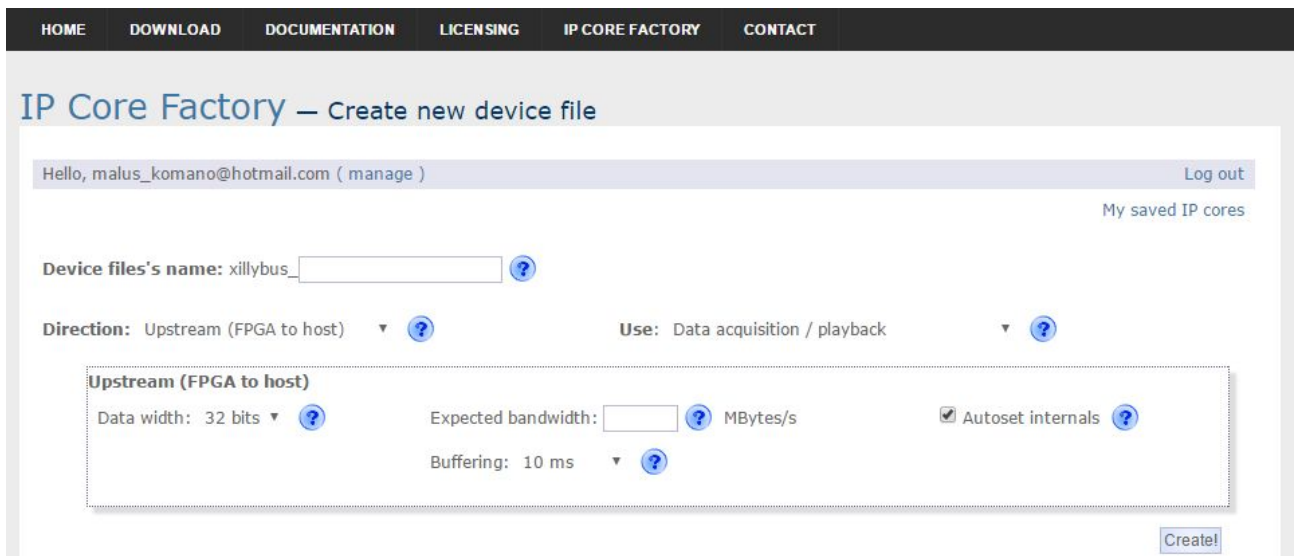 HOME DOWNLOAD DOCUMENTATION LICENSING IP CORE FACTORY CONTACT
IP Core Factory — Create new device file
Hello, malus_komano@hotmail.com ( manage ) Log out
My saved IP cores
Device files's name: xillybus_ ?
Direction: Upstream (FPGA to host) ▼ ? Use: Data acquisition / playback ▼ ?
Upstream (FPGA to host)
Data width: 32 bits ▼ ? Expected bandwidth: ? MBytes/s Autoset internals ?
Buffering: 10 ms ▼ ?
Create!